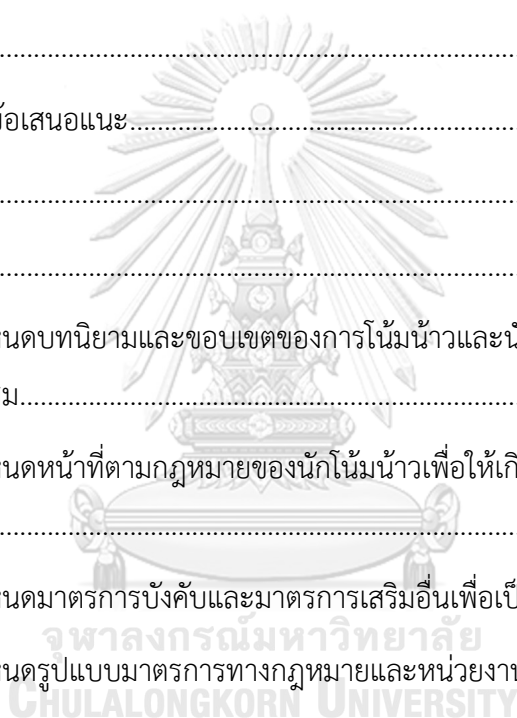 ..................................................................
้อเสนอแนะ..................................................
..................................................................
..................................................................
หนดบทนิยามและขอบเขตของการโน้มน้าวและนั
สม..............................................................
หนดหน้าที่ตามกฎหมายของนักโน้มน้าวเพื่อให้เกิ
..................................................................
หนดมาตรการบังคับและมาตรการเสริมอื่นเพื่อเป็
จุฬาลงกรณ์มหาวิทยาลัย
หนดรูปแบบมาตรการทางกฎหมายและหน่วยงาน
CHULALONGKORN UNIVERSITY